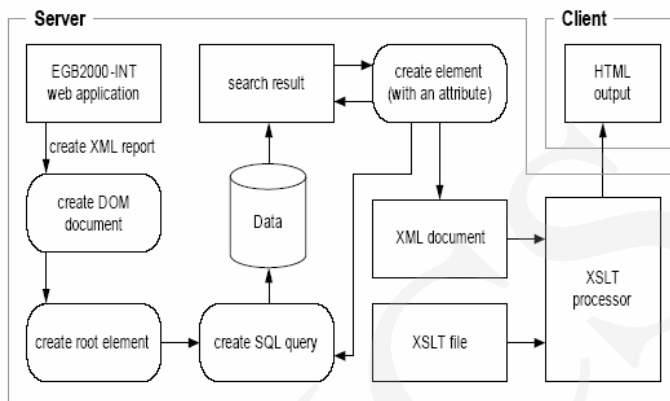 Server
Client
EGB2000-INT
web application
search result
create element
(with an attribute)
HTML
output
create XML report
create DOM
document
Data
XML document
XSLT
processor
create root element
create SQL query
XSLT file